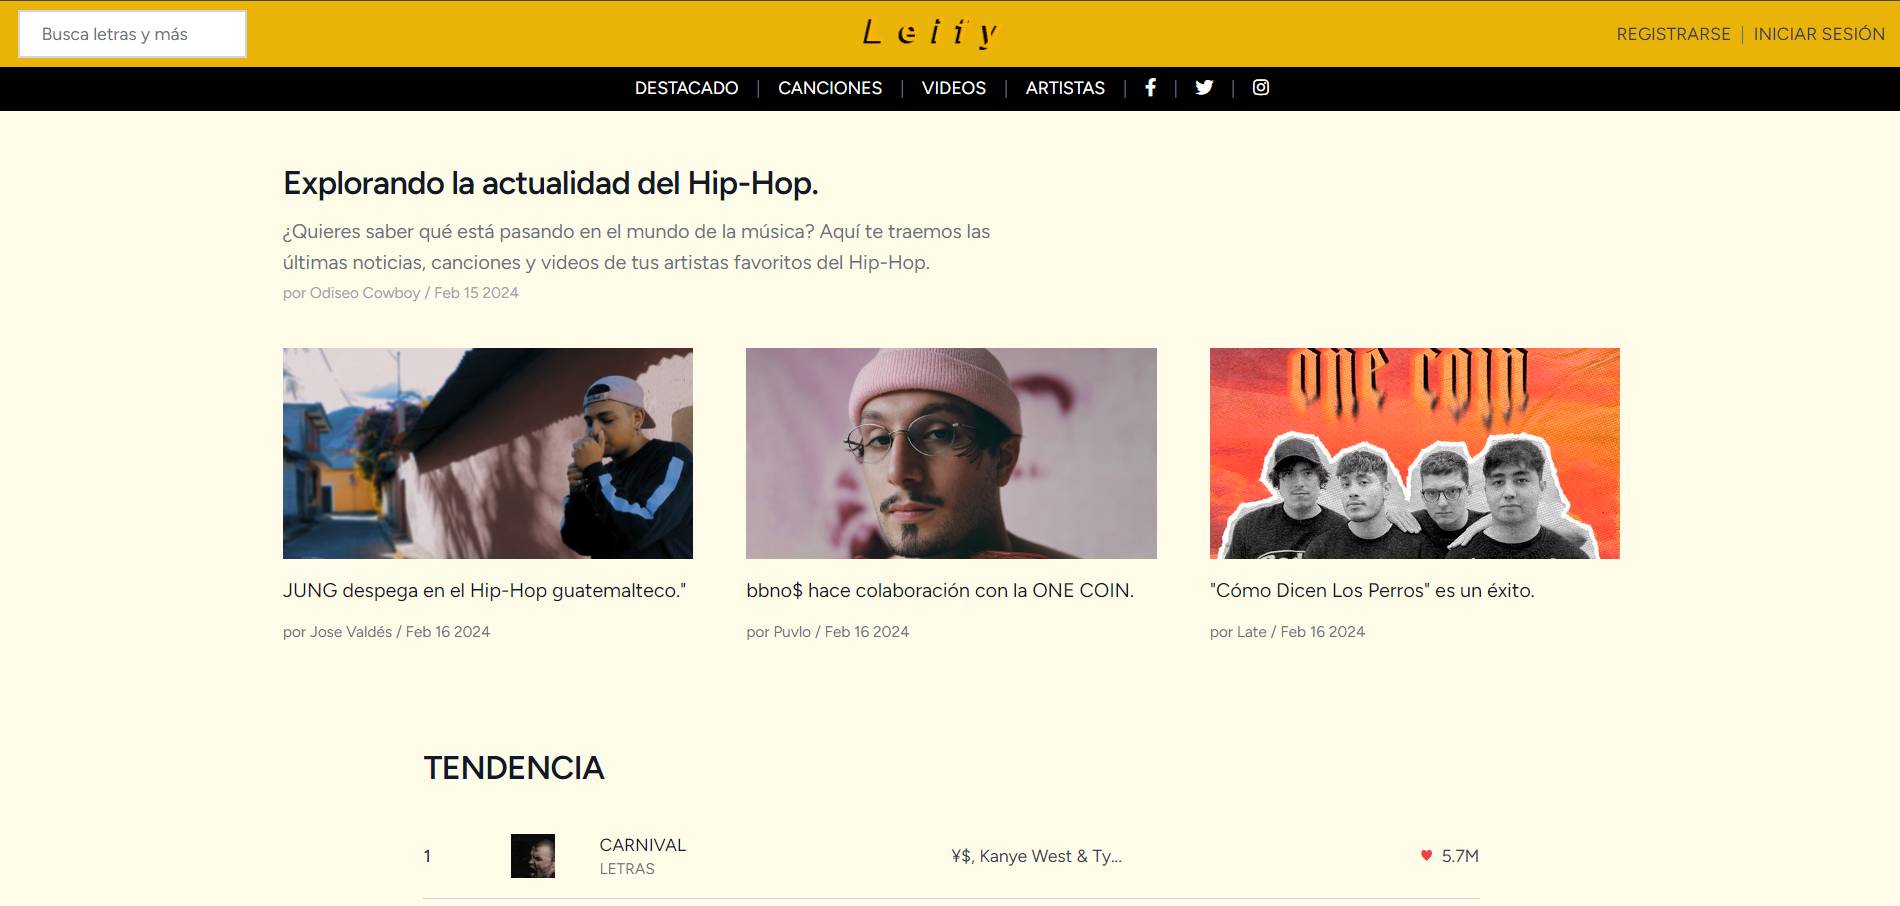 Busca letras y más
Leify
REGISTRARSE | INICIAR SESIÓN
DESTACADO | CANCIONES | VIDEOS | ARTISTAS | | |
Explorando la actualidad del Hip-Hop.
¿Quieres saber qué está pasando en el mundo de la música? Aquí te traemos las
últimas noticias, canciones y videos de tus artistas favoritos del Hip-Hop.
por Odiseo Cowboy / Feb 15 2024
one coin
JUNG despega en el Hip-Hop guatemalteco."
por Jose Valdés / Feb 16 2024
bbno$ hace colaboración con la ONE COIN.
por Puvlo / Feb 16 2024
"Cómo Dicen Los Perros" es un éxito.
por Late / Feb 16 2024
TENDENCIA
1 CARNIVAL ¥$, Kanye West & Ty... ♥ 5.7M
LETRAS